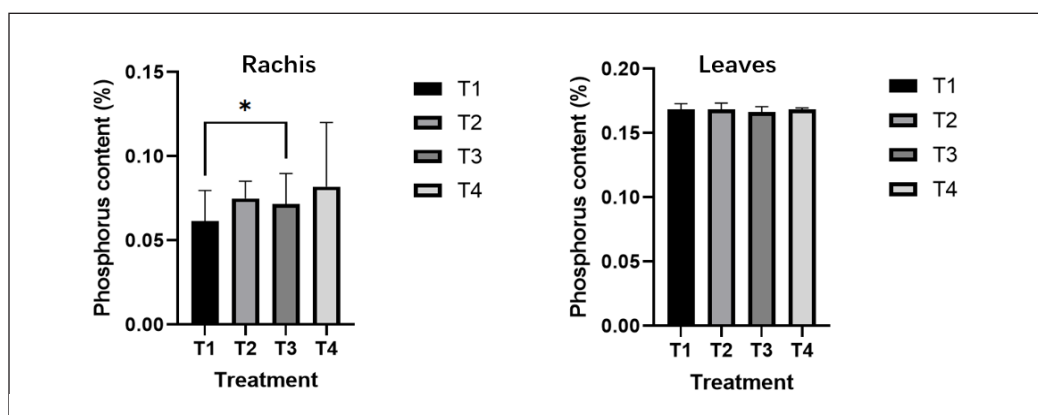 Rachis
Phosphorus content (%)
0.15
0.10
0.05
0.00
*
T1 T2 T3 T4
Treatment
T1
T2
T3
T4
Leaves
Phosphorus content (%)
0.20
0.15
0.10
0.05
0.00
T1 T2 T3 T4
Treatment
T1
T2
T3
T4